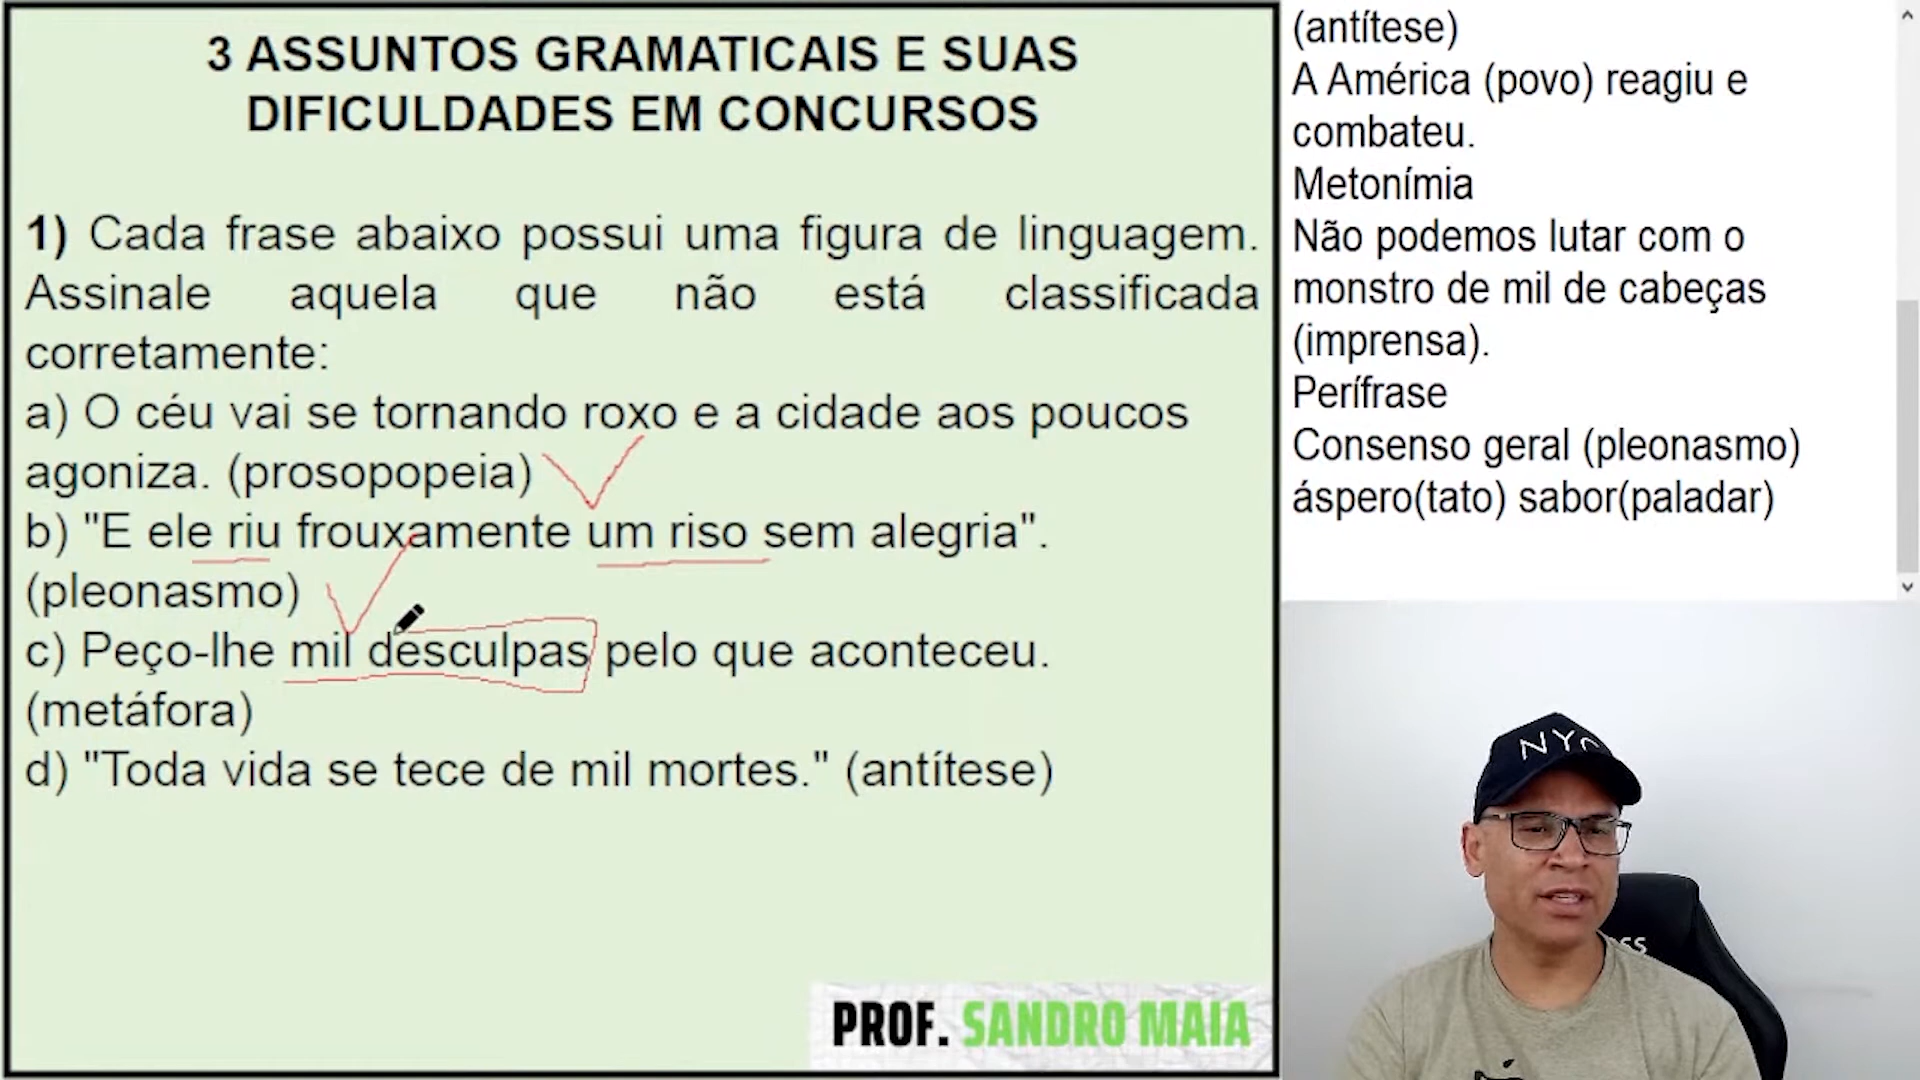 3 ASSUNTOS GRAMATICAIS E SUAS
DIFICULDADES EM CONCURSOS
1) Cada frase abaixo possui uma figura de linguagem.
Assinale aquela que não está classificada
corretamente:
a) O céu vai se tornando roxo e a cidade aos poucos
agoniza. (prosopopeia)
b) "E ele riu frouxamente um riso sem alegria".
(pleonasmo)
c) Peço-lhe mil desculpas pelo que aconteceu.
(metáfora)
d) "Toda vida se tece de mil mortes." (antítese)
PROF. SANDRO MAIA
(antítese)
A América (povo) reagiu e
combateu.
Metonímia
Não podemos lutar com o
monstro de mil de cabeças
(imprensa).
Perífrase
Consenso geral (pleonasmo)
áspero(tato) sabor(paladar)